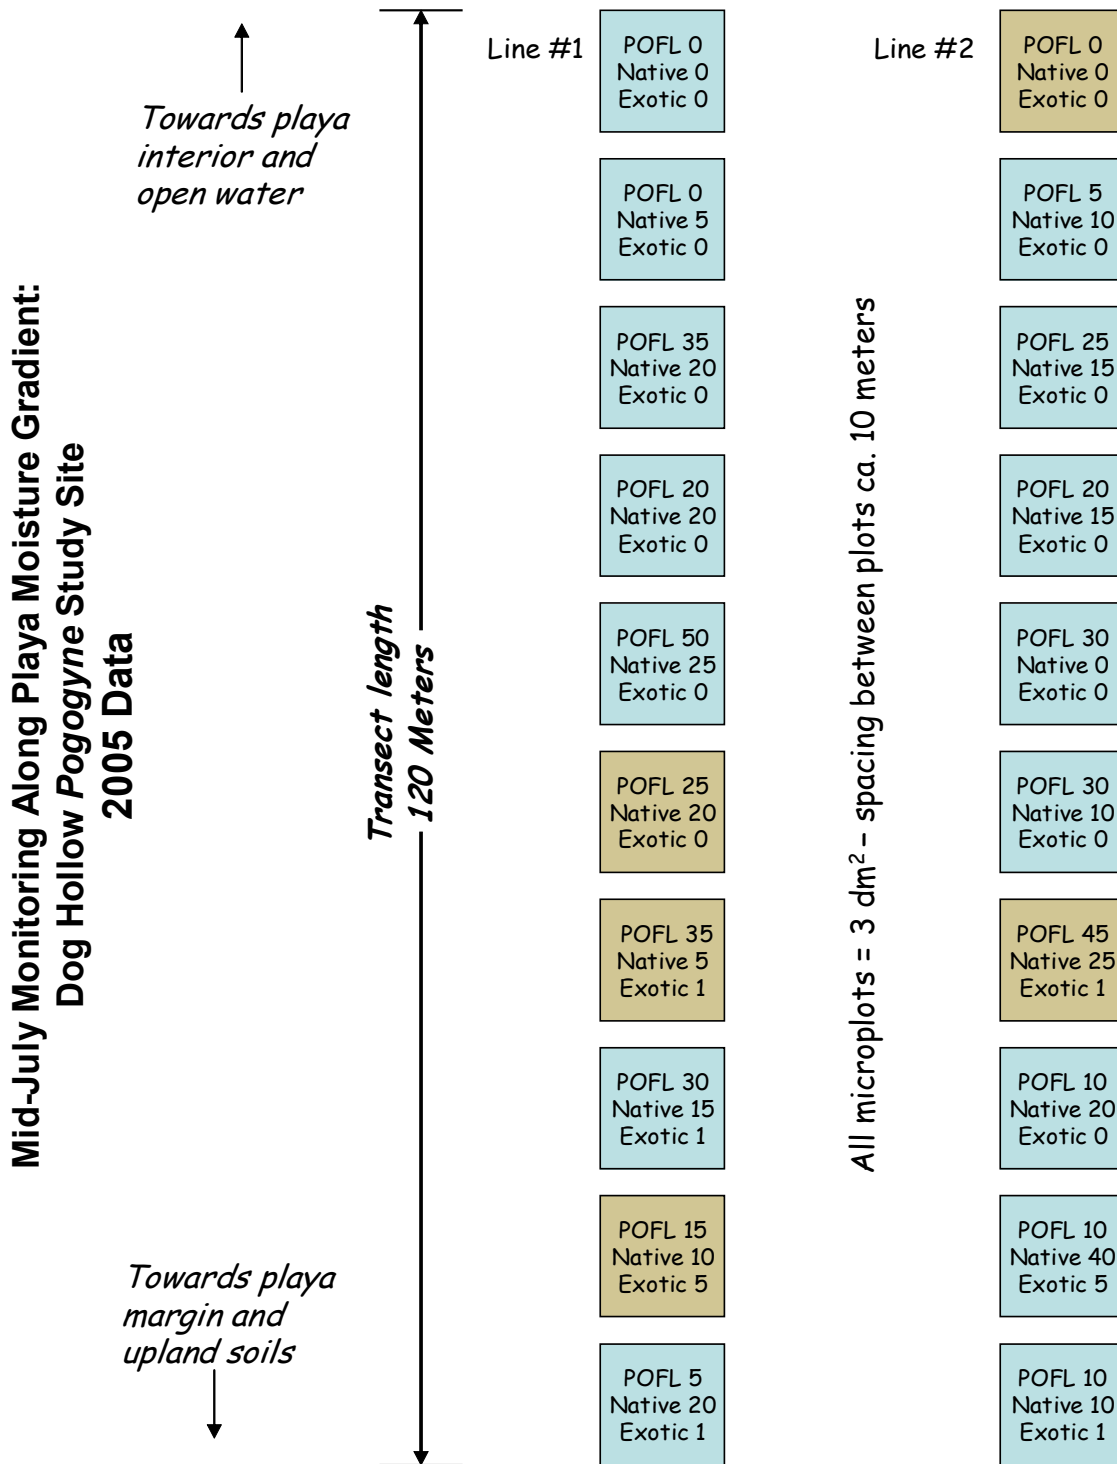 Mid-July Monitoring Along Playa Moisture Gradient:
Dog Hollow Pogogyne Study Site
2005 Data
Towards playa
interior and
open water
Transect length
120 Meters
Towards playa
margin and
upland soils
Line #1
POFL 0
Native 0
Exotic 0
POFL 0
Native 5
Exotic 0
POFL 35
Native 20
Exotic 0
POFL 20
Native 20
Exotic 0
POFL 50
Native 25
Exotic 0
POFL 25
Native 20
Exotic 0
POFL 35
Native 5
Exotic 1
POFL 30
Native 15
Exotic 1
POFL 15
Native 10
Exotic 5
POFL 5
Native 20
Exotic 1
All microplots = 3 dm² – spacing between plots ca. 10 meters
Line #2
POFL 0
Native 0
Exotic 0
POFL 5
Native 10
Exotic 0
POFL 25
Native 15
Exotic 0
POFL 20
Native 15
Exotic 0
POFL 30
Native 0
Exotic 0
POFL 30
Native 10
Exotic 0
POFL 45
Native 25
Exotic 1
POFL 10
Native 20
Exotic 0
POFL 10
Native 40
Exotic 5
POFL 10
Native 10
Exotic 1